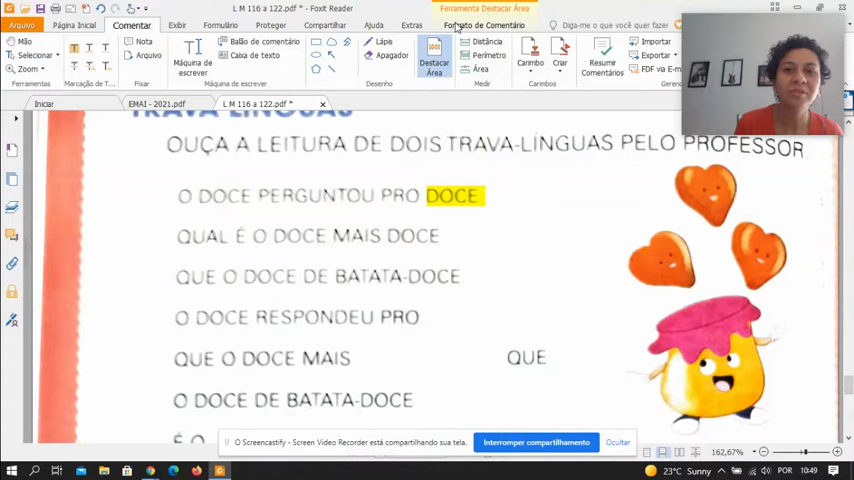 L M 116 a 122.pdf * - Foxit Reader
Ferramenta Destacar Área
Arquivo Página Inicial Comentar Exibir Formulário Proteger Compartilhar Ajuda Extras Formato de Comentário Diga-me o que você quer fazer
Mão
Selecionar
Zoom
Ferramentas
T T T
T T T
Marcar
Nota
Arquivo
Fixar
Máquina de escrever
Balão de comentário
Caixa de texto
Máquina de escrever
Lápis
Apagador
Desenho
Destacar Área
Distância
Perímetro
Área
Medir
Carimbo
Criar
Carimbos
Resumir Comentários
Importar
Exportar
FDF via E-m
Gerenciar Comentários
Iniciar EMAI - 2021.pdf L M 116 a 122.pdf * ×
TRAVA-LÍNGUAS
OUÇA A LEITURA DE DOIS TRAVA-LÍNGUAS PELO PROFESSOR.
O DOCE PERGUNTOU PRO DOCE
QUAL É O DOCE MAIS DOCE
QUE O DOCE DE BATATA-DOCE
O DOCE RESPONDEU PRO
QUE O DOCE MAIS QUE
O DOCE DE BATATA-DOCE
É O
O Screencastify - Screen Video Recorder está compartilhando sua tela. Interromper compartilhamento Ocultar
162,67%
23°C Sunny POR 10:49